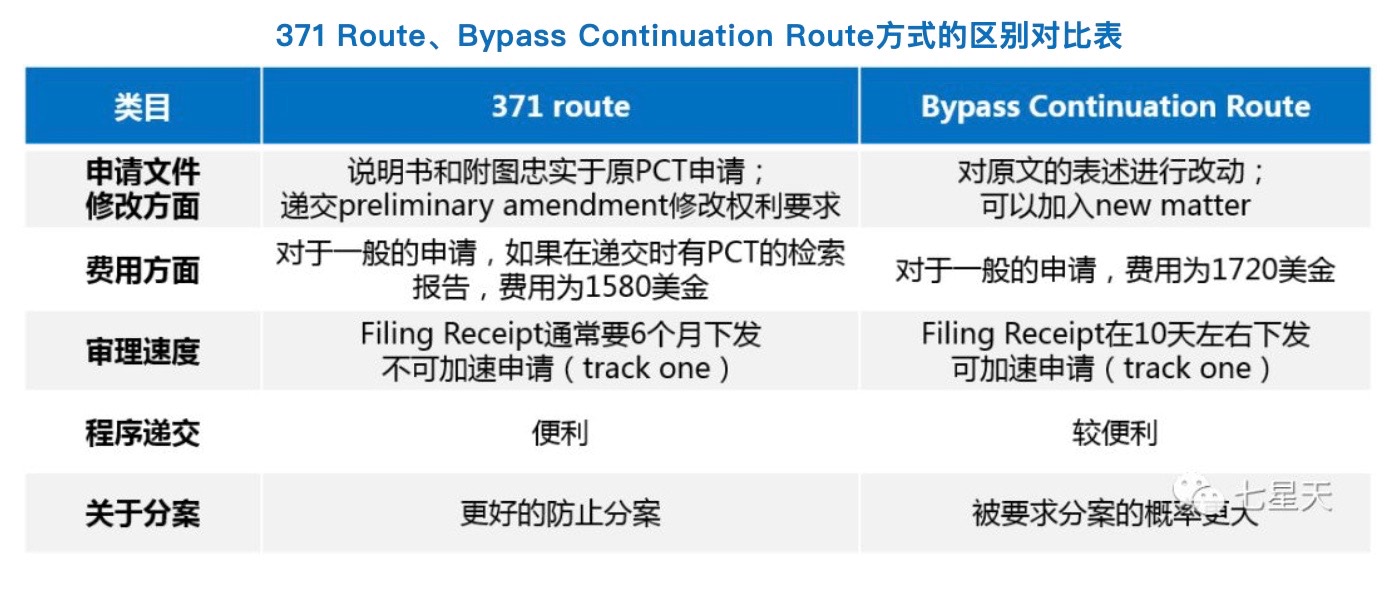 371 Route、Bypass Continuation Route方式的区别对比表
类目
371 route
Bypass Continuation Route
申请文件
修改方面
说明书和附图忠实于原PCT申请；
递交preliminary amendment修改权利要求
对原文的表述进行改动；
可以加入new matter
费用方面
对于一般的申请，如果在递交时有PCT的检索
报告，费用为1580美金
对于一般的申请，费用为1720美金
审理速度
Filing Receipt通常要6个月下发
不可加速申请（track one）
Filing Receipt在10天左右下发
可加速申请（track one）
程序递交
便利
较便利
关于分案
更好的防止分案
被要求分案的概率更大
七星天